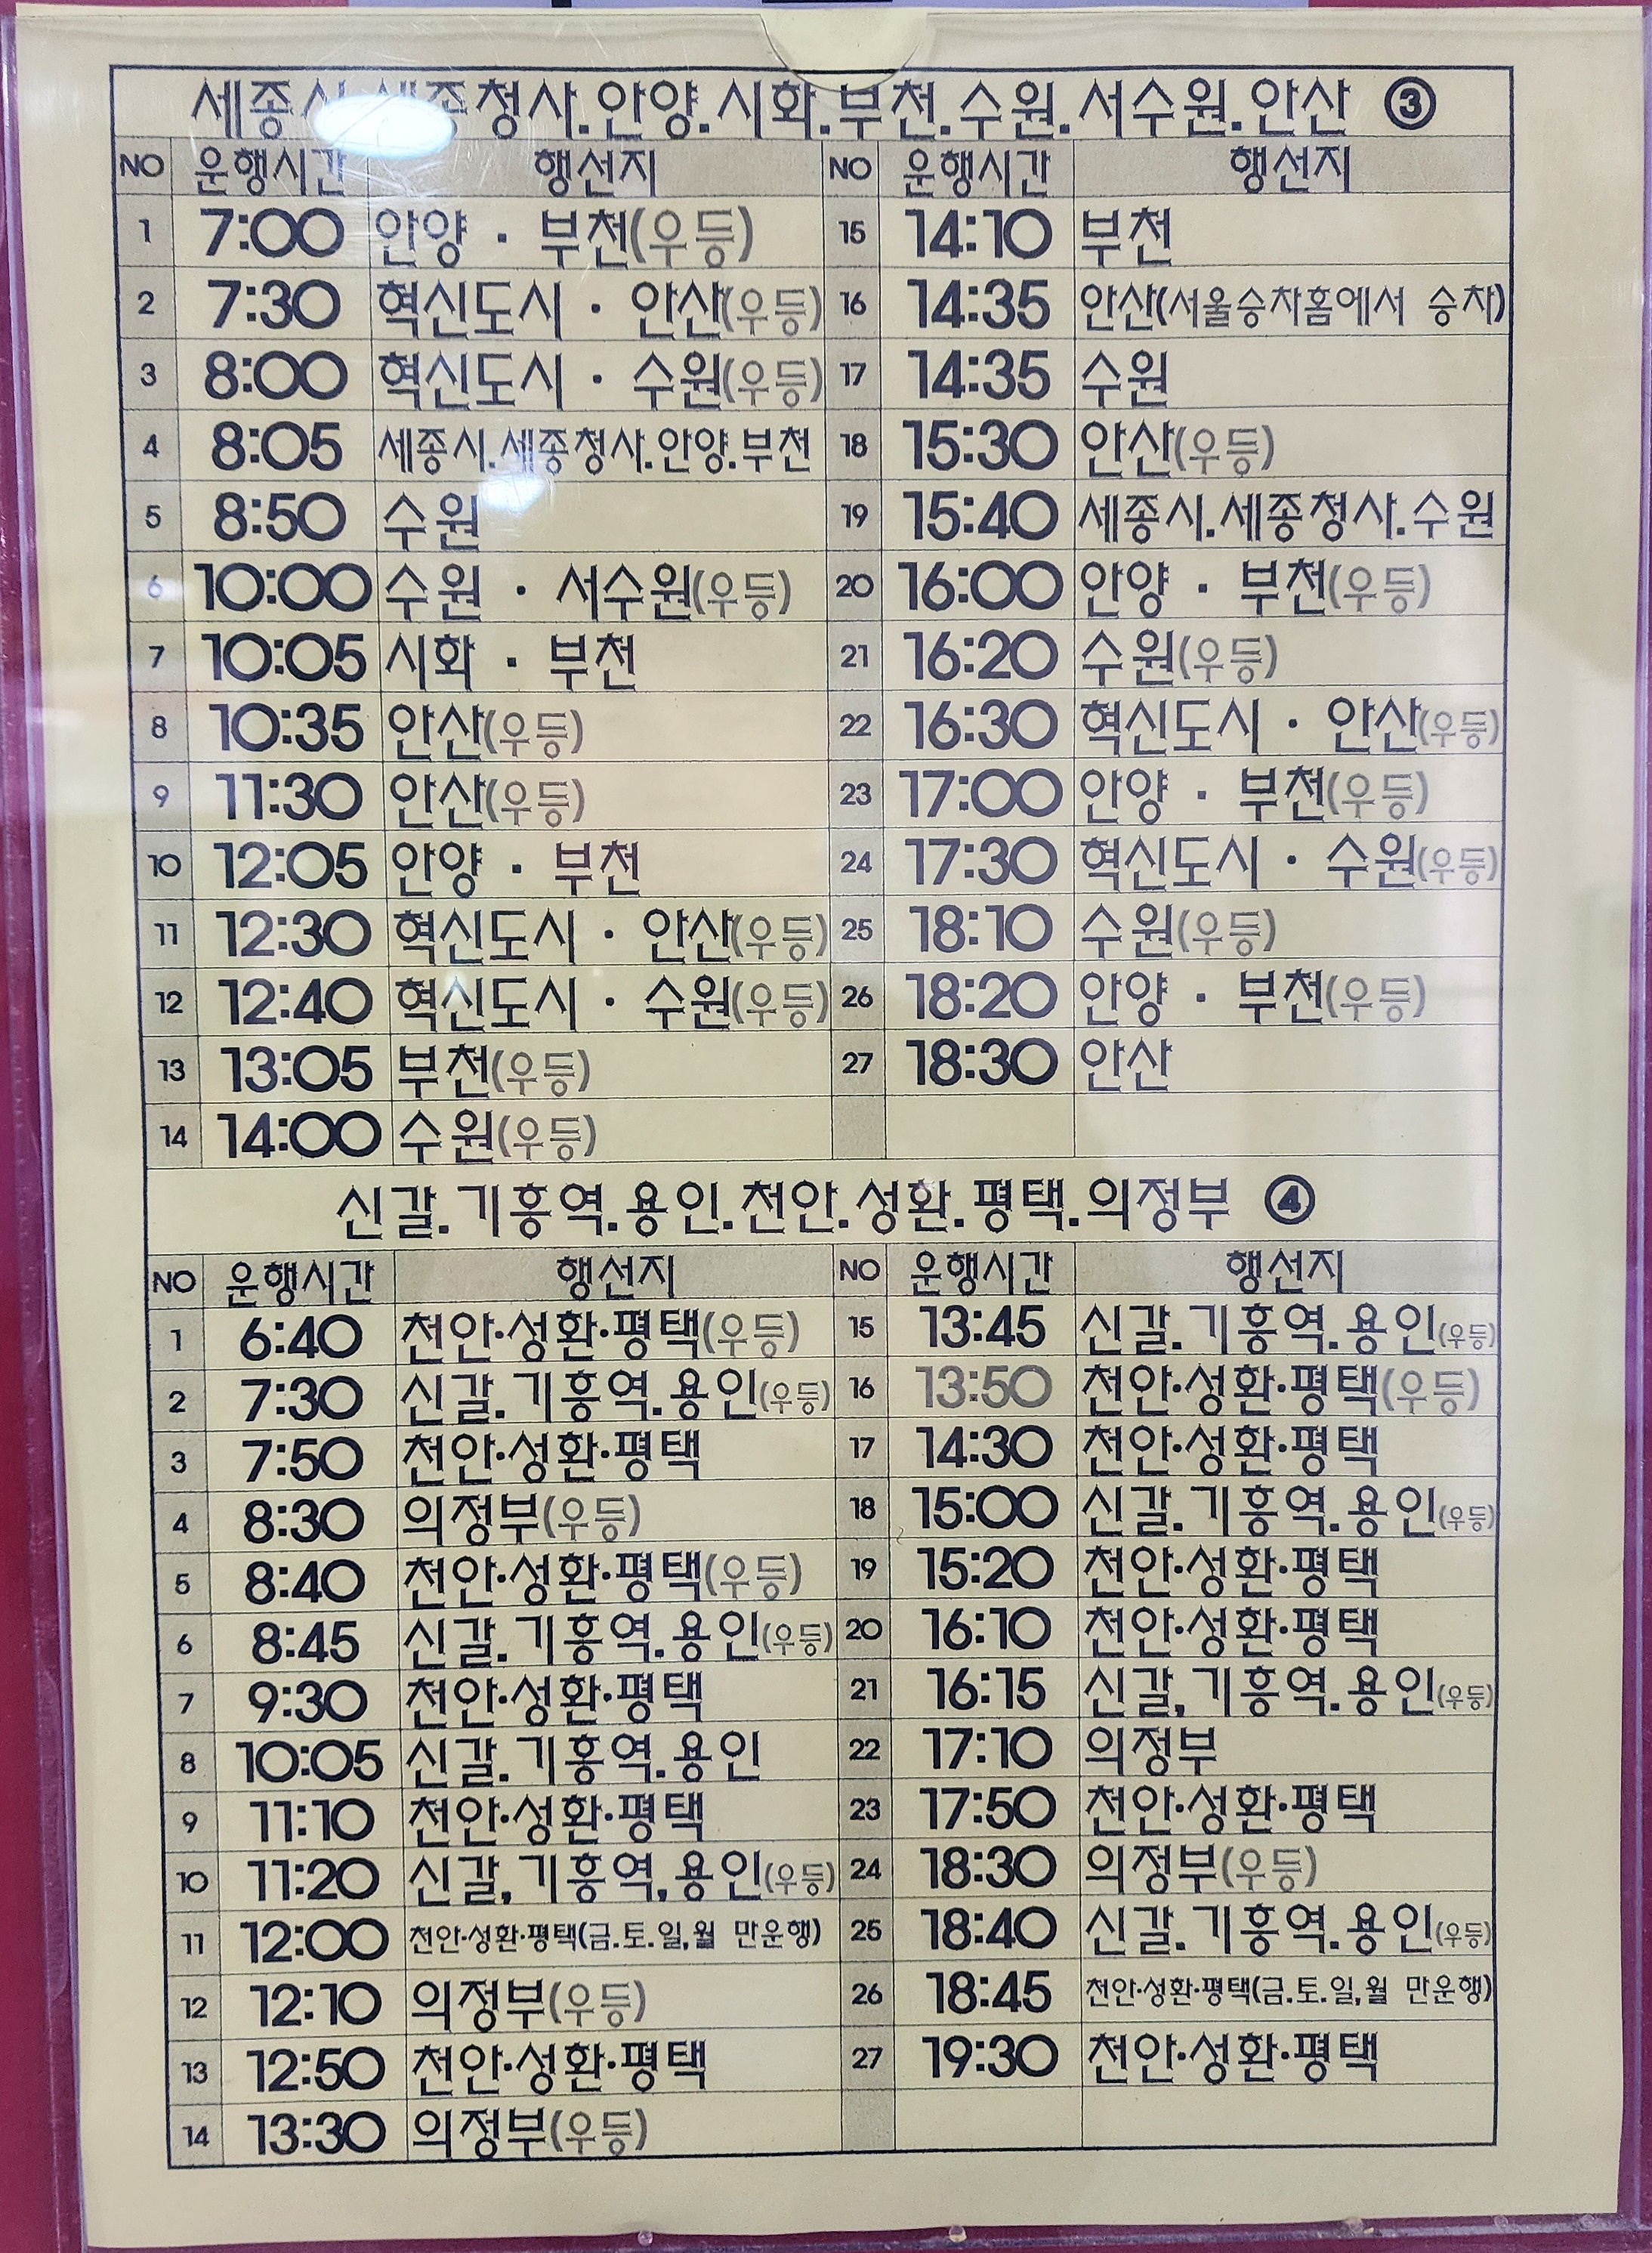 세종시.세종청사.안양.시화.부천.수원.서수원.안산 ③
NO 운행시간 행선지 NO 운행시간 행선지
1 7:00 안양 · 부천(우등) 15 14:10 부천
2 7:30 혁신도시 · 안산(우등) 16 14:35 안산(서울승차홈에서 승차)
3 8:00 혁신도시 · 수원(우등) 17 14:35 수원
4 8:05 세종시.세종청사.안양.부천 18 15:30 안산(우등)
5 8:50 수원 19 15:40 세종시.세종청사.수원
6 10:00 수원 · 서수원(우등) 20 16:00 안양 · 부천(우등)
7 10:05 시화 · 부천 21 16:20 수원(우등)
8 10:35 안산(우등) 22 16:30 혁신도시 · 안산(우등)
9 11:30 안산(우등) 23 17:00 안양 · 부천(우등)
10 12:05 안양 · 부천 24 17:30 혁신도시 · 수원(우등)
11 12:30 혁신도시 · 안산(우등) 25 18:10 수원(우등)
12 12:40 혁신도시 · 수원(우등) 26 18:20 안양 · 부천(우등)
13 13:05 부천(우등) 27 18:30 안산
14 14:00 수원(우등)
신갈.기흥역.용인.천안.성환.평택.의정부 ④
NO 운행시간 행선지 NO 운행시간 행선지
1 6:40 천안·성환·평택(우등) 15 13:45 신갈.기흥역.용인(우등)
2 7:30 신갈.기흥역.용인(우등) 16 13:50 천안·성환·평택(우등)
3 7:50 천안·성환·평택 17 14:30 천안·성환·평택
4 8:30 의정부(우등) 18 15:00 신갈.기흥역.용인(우등)
5 8:40 천안·성환·평택(우등) 19 15:20 천안·성환·평택
6 8:45 신갈.기흥역.용인(우등) 20 16:10 천안·성환·평택
7 9:30 천안·성환·평택 21 16:15 신갈,기흥역.용인(우등)
8 10:05 신갈.기흥역.용인 22 17:10 의정부
9 11:10 천안·성환·평택 23 17:50 천안·성환·평택
10 11:20 신갈,기흥역,용인(우등) 24 18:30 의정부(우등)
11 12:00 천안·성환·평택(금.토.일,월 만운행) 25 18:40 신갈.기흥역.용인(우등)
12 12:10 의정부(우등) 26 18:45 천안·성환·평택(금.토.일,월 만운행)
13 12:50 천안·성환·평택 27 19:30 천안·성환·평택
14 13:30 의정부(우등)